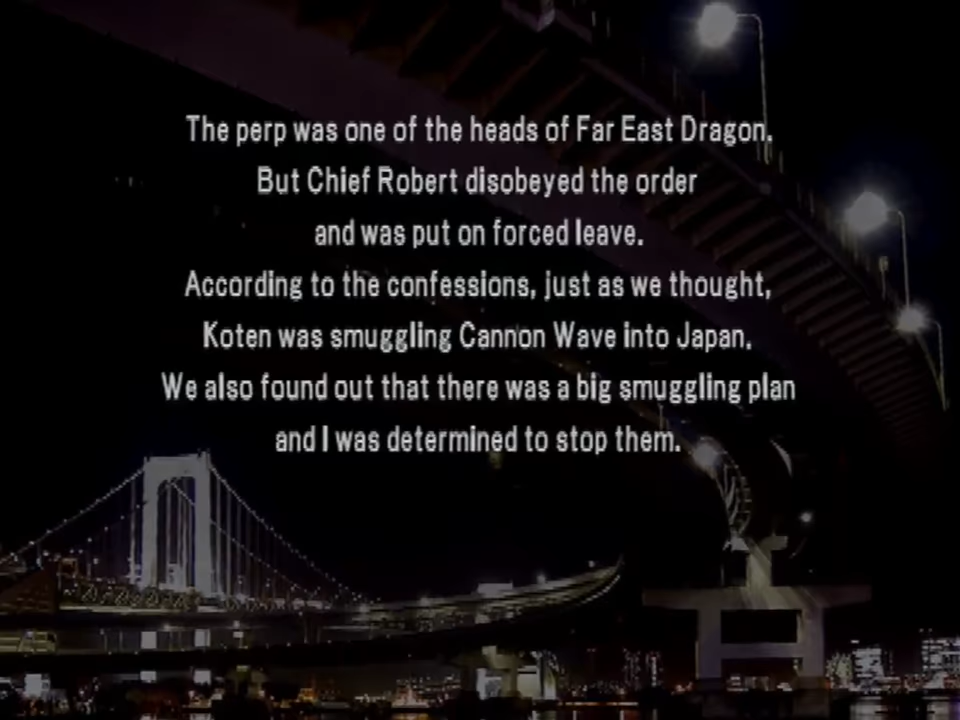 The perp was one of the heads of Far East Dragon.
But Chief Robert disobeyed the order
and was put on forced leave.
According to the confessions, just as we thought,
Koten was smuggling Cannon Wave into Japan.
We also found out that there was a big smuggling plan
and I was determined to stop them.